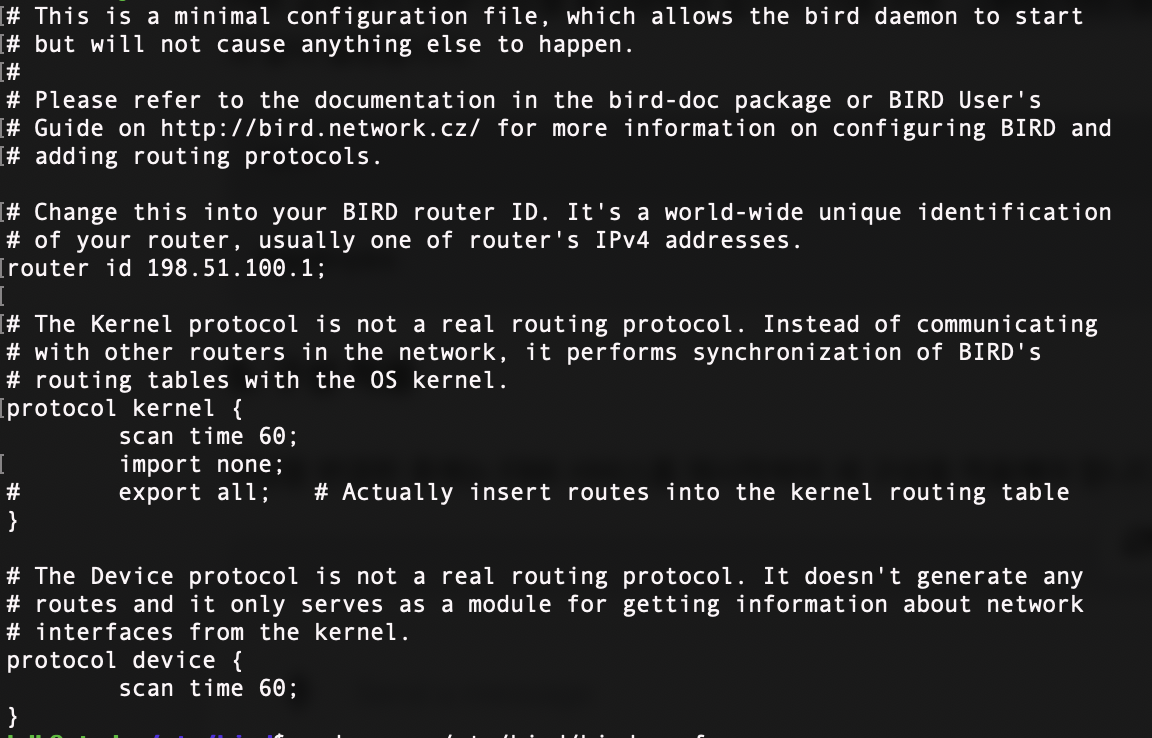 # This is a minimal configuration file, which allows the bird daemon to start
# but will not cause anything else to happen.
#
# Please refer to the documentation in the bird-doc package or BIRD User's
# Guide on http://bird.network.cz/ for more information on configuring BIRD and
# adding routing protocols.

# Change this into your BIRD router ID. It's a world-wide unique identification
# of your router, usually one of router's IPv4 addresses.
router id 198.51.100.1;

# The Kernel protocol is not a real routing protocol. Instead of communicating
# with other routers in the network, it performs synchronization of BIRD's
# routing tables with the OS kernel.
protocol kernel {
        scan time 60;
        import none;
#       export all;   # Actually insert routes into the kernel routing table
}

# The Device protocol is not a real routing protocol. It doesn't generate any
# routes and it only serves as a module for getting information about network
# interfaces from the kernel.
protocol device {
        scan time 60;
}